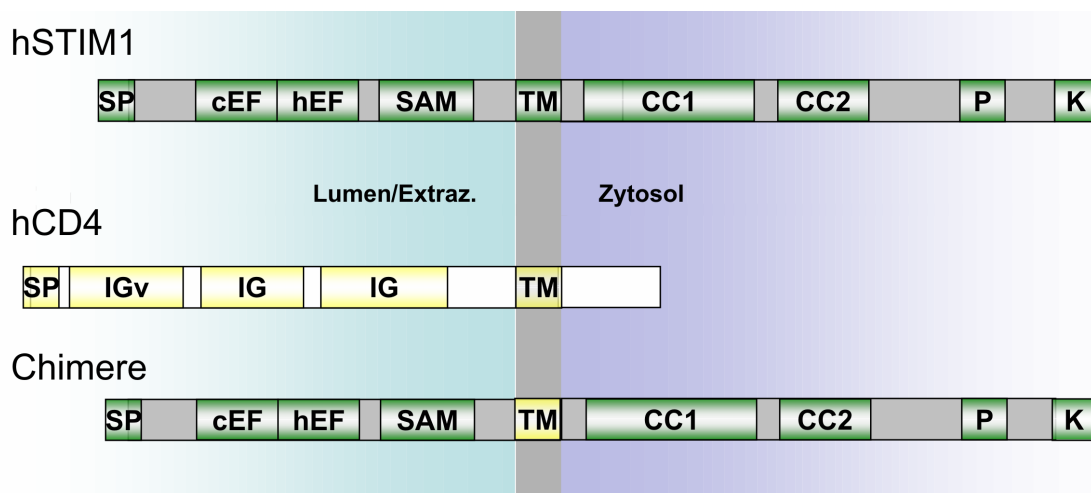 hSTIM1
SP cEF hEF SAM TM CC1 CC2 P K
Lumen/Extraz. Zytosol
hCD4
SP IGv IG IG TM
Chimere
SP cEF hEF SAM TM CC1 CC2 P K